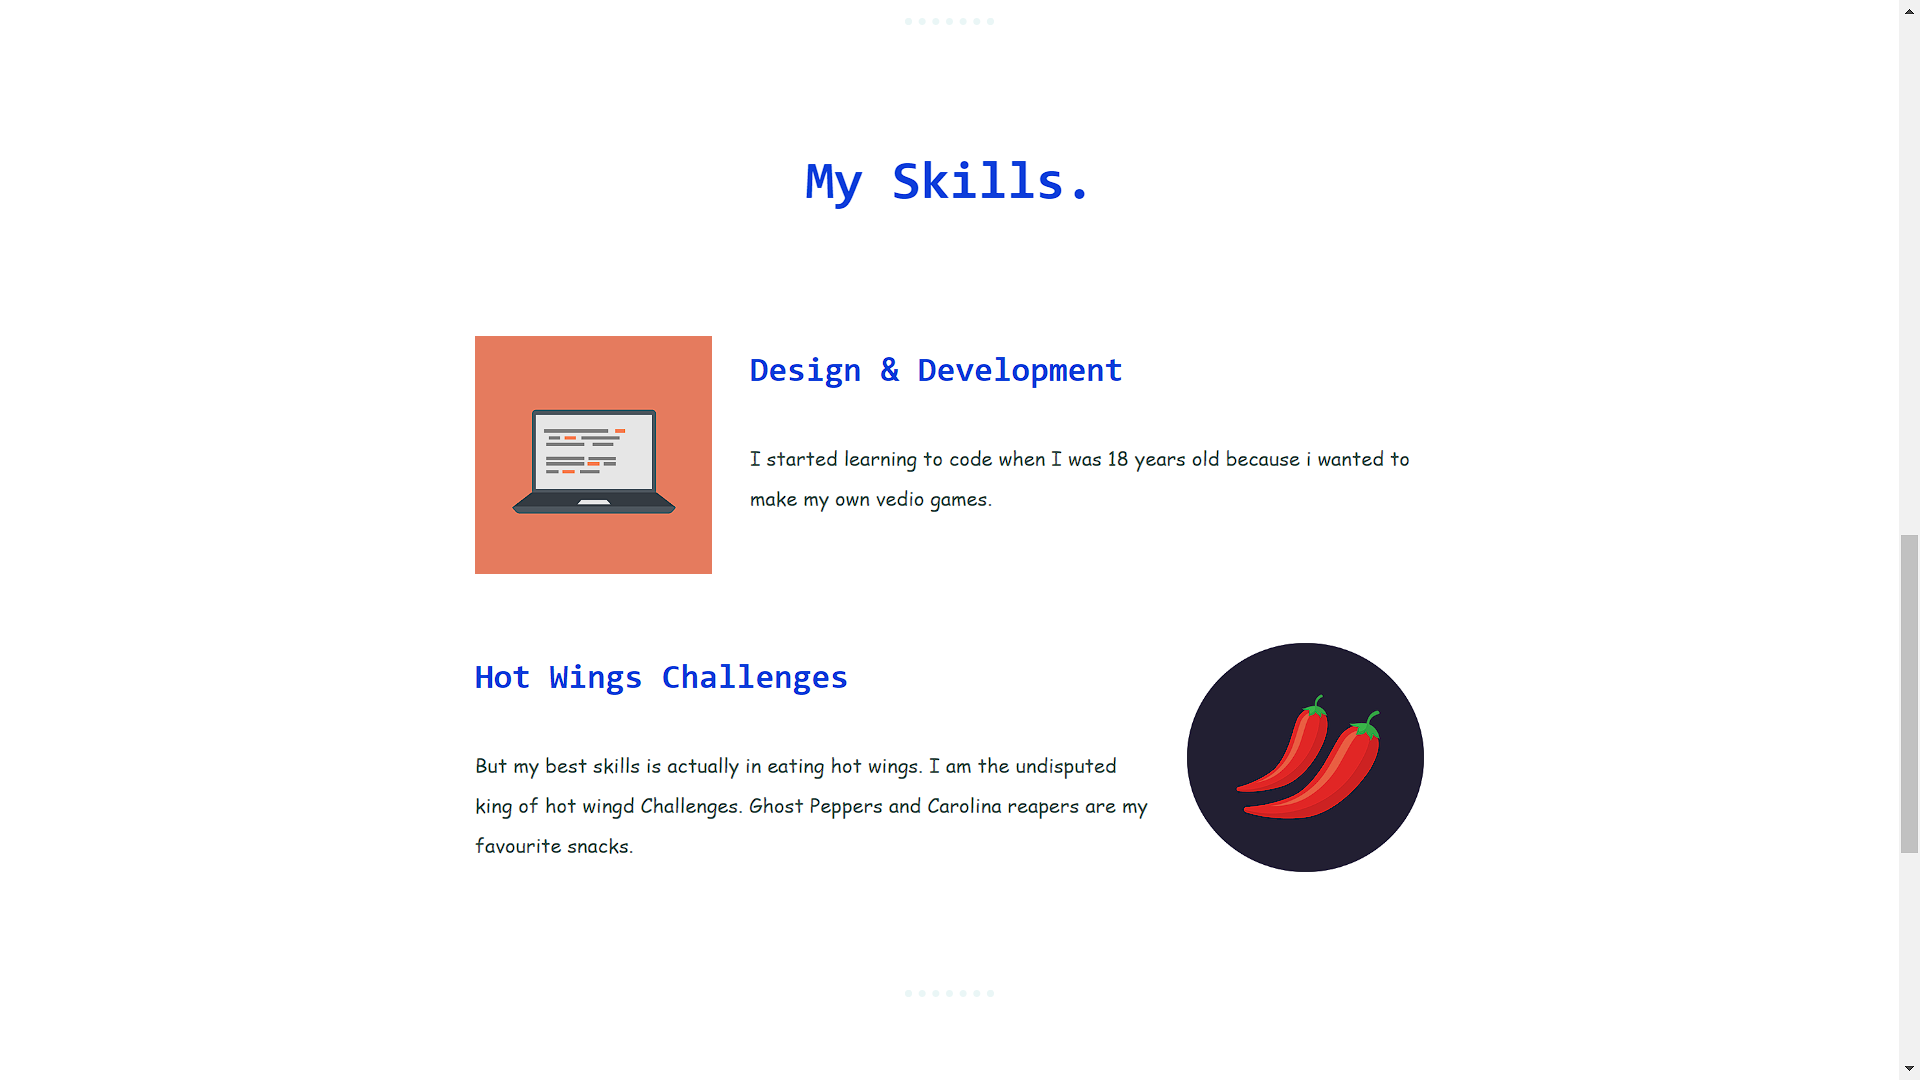 My Skills.
Design & Development
I started learning to code when I was 18 years old because i wanted to
make my own vedio games.
Hot Wings Challenges
But my best skills is actually in eating hot wings. I am the undisputed
king of hot wingd Challenges. Ghost Peppers and Carolina reapers are my
favourite snacks.